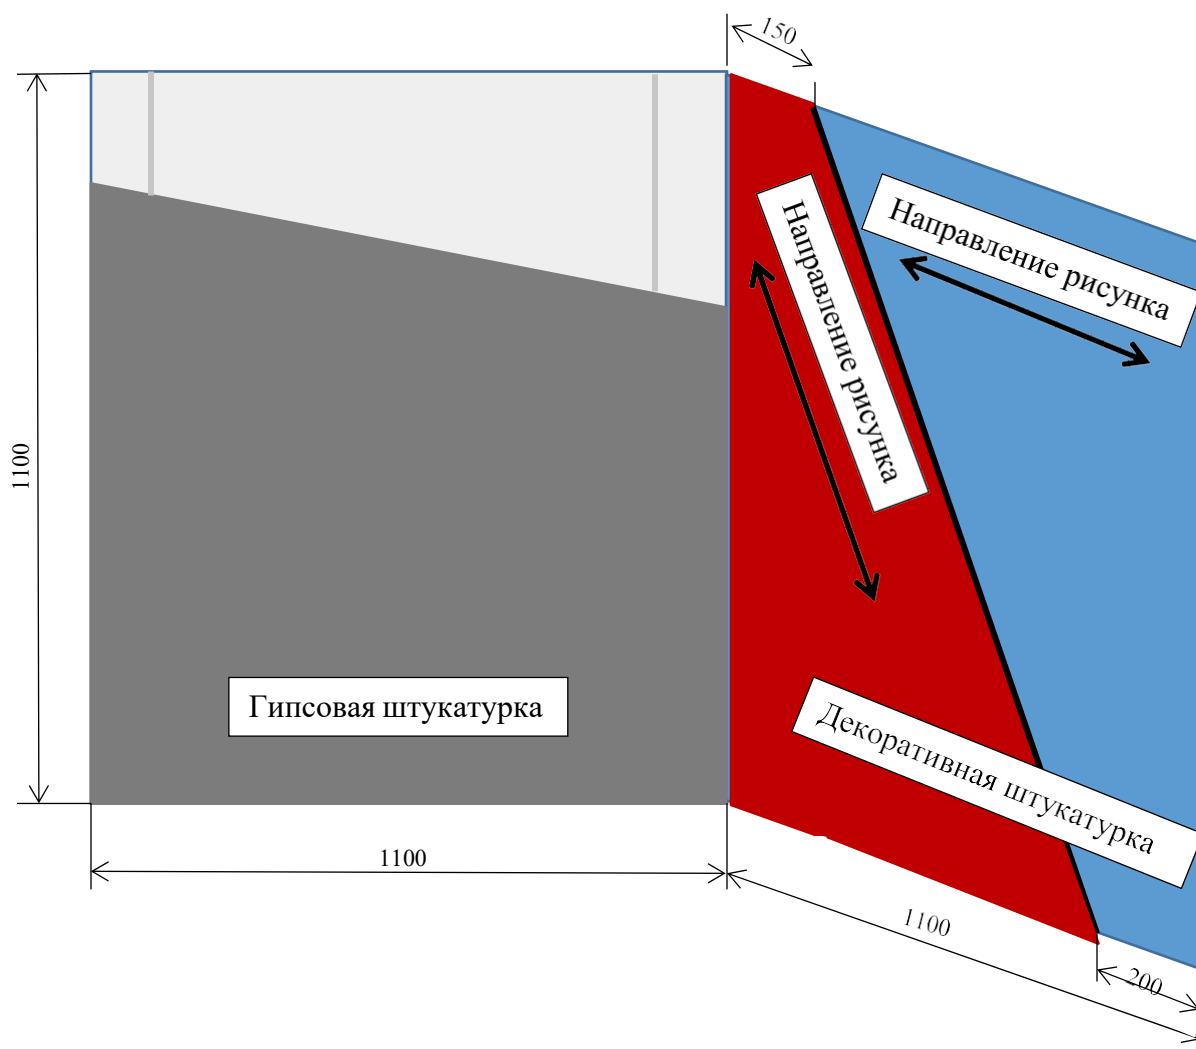 150
Направление рисунка
Направление рисунка
1100
Гипсовая штукатурка
Декоративная штукатурка
1100
1100
200